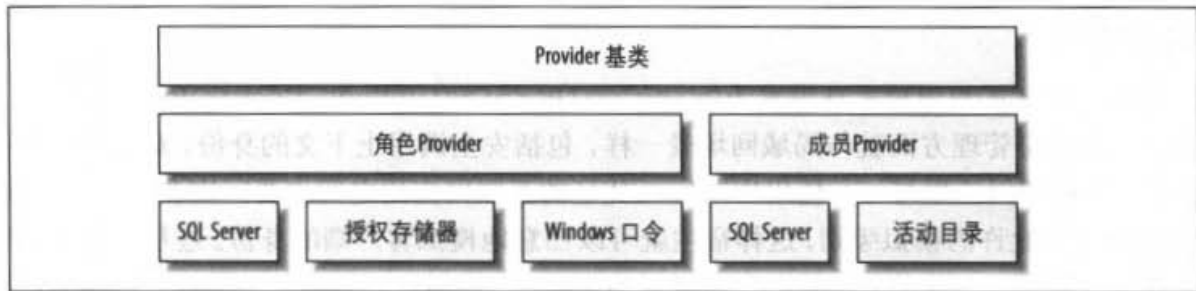 Provider 基类
角色Provider
成员Provider
SQL Server
授权存储器
Windows 口令
SQL Server
活动目录